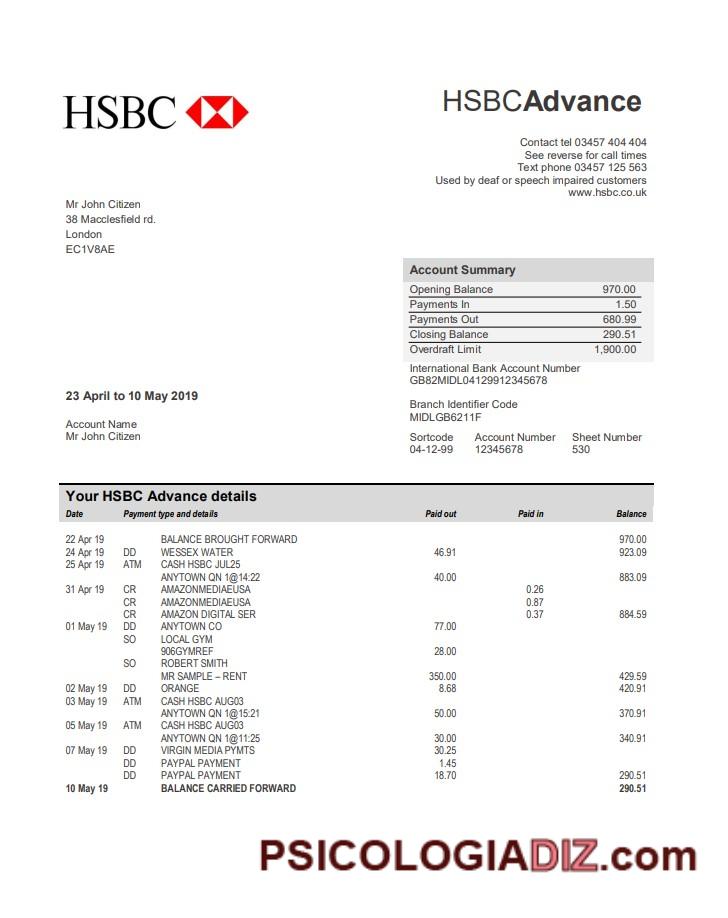 HSBC
HSBCAdvance
Contact tel 03457 404 404
See reverse for call times
Text phone 03457 125 563
Used by deaf or speech impaired customers
www.hsbc.co.uk
Mr John Citizen
38 Macclesfield rd.
London
EC1V8AE
Account Summary
Opening Balance 970.00
Payments In 1.50
Payments Out 680.99
Closing Balance 290.51
Overdraft Limit 1,900.00
International Bank Account Number
GB82MIDL04129912345678
Branch Identifier Code
MIDLGB6211F
Sortcode Account Number Sheet Number
04-12-99 12345678 530
23 April to 10 May 2019
Account Name
Mr John Citizen
Your HSBC Advance details
Date Payment type and details Paid out Paid in Balance
22 Apr 19 BALANCE BROUGHT FORWARD 970.00
24 Apr 19 DD WESSEX WATER 46.91 923.09
25 Apr 19 ATM CASH HSBC JUL25
ANYTOWN QN 1@14:22 40.00 883.09
31 Apr 19 CR AMAZONMEDIAEUSA 0.26
CR AMAZONMEDIAEUSA 0.87
CR AMAZON DIGITAL SER 0.37 884.59
01 May 19 DD ANYTOWN CO 77.00
SO LOCAL GYM
906GYMREF 28.00
SO ROBERT SMITH
MR SAMPLE – RENT 350.00 429.59
02 May 19 DD ORANGE 8.68 420.91
03 May 19 ATM CASH HSBC AUG03
ANYTOWN QN 1@15:21 50.00 370.91
05 May 19 ATM CASH HSBC AUG03
ANYTOWN QN 1@11:25 30.00 340.91
07 May 19 DD VIRGIN MEDIA PYMTS 30.25
DD PAYPAL PAYMENT 1.45
DD PAYPAL PAYMENT 18.70 290.51
10 May 19 BALANCE CARRIED FORWARD 290.51
PSICOLOGIADIZ.com